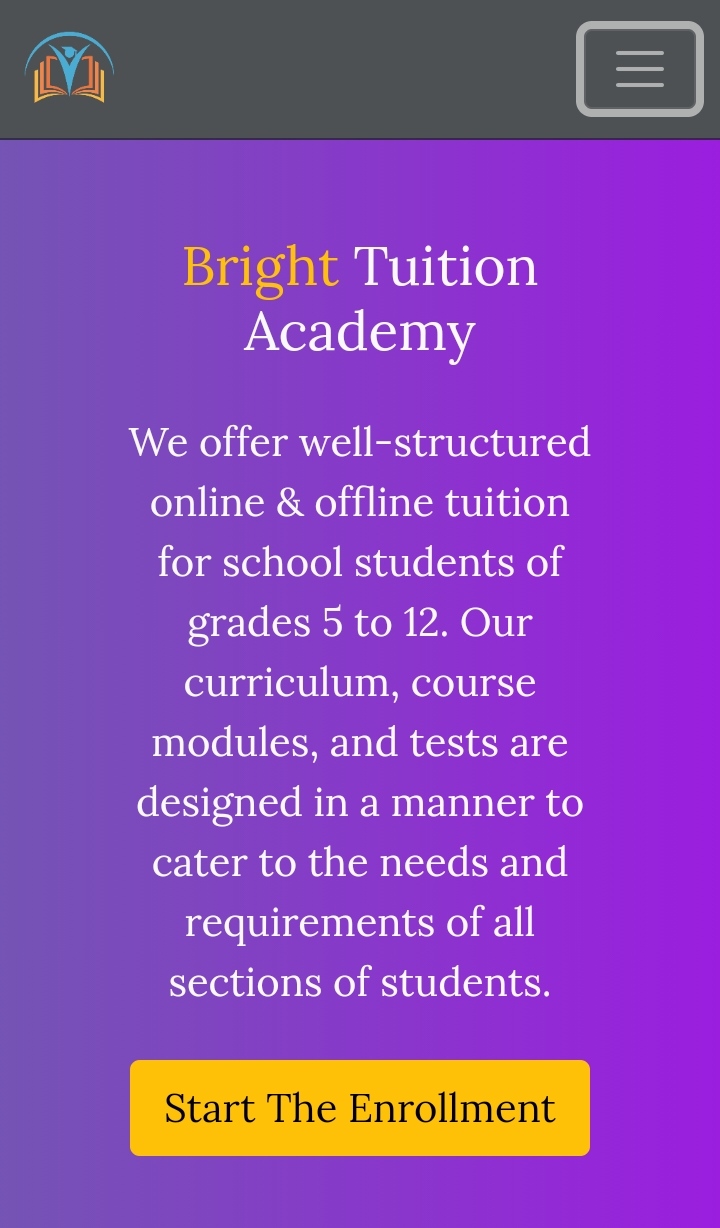 Bright Tuition
Academy
We offer well-structured
online & offline tuition
for school students of
grades 5 to 12. Our
curriculum, course
modules, and tests are
designed in a manner to
cater to the needs and
requirements of all
sections of students.
Start The Enrollment